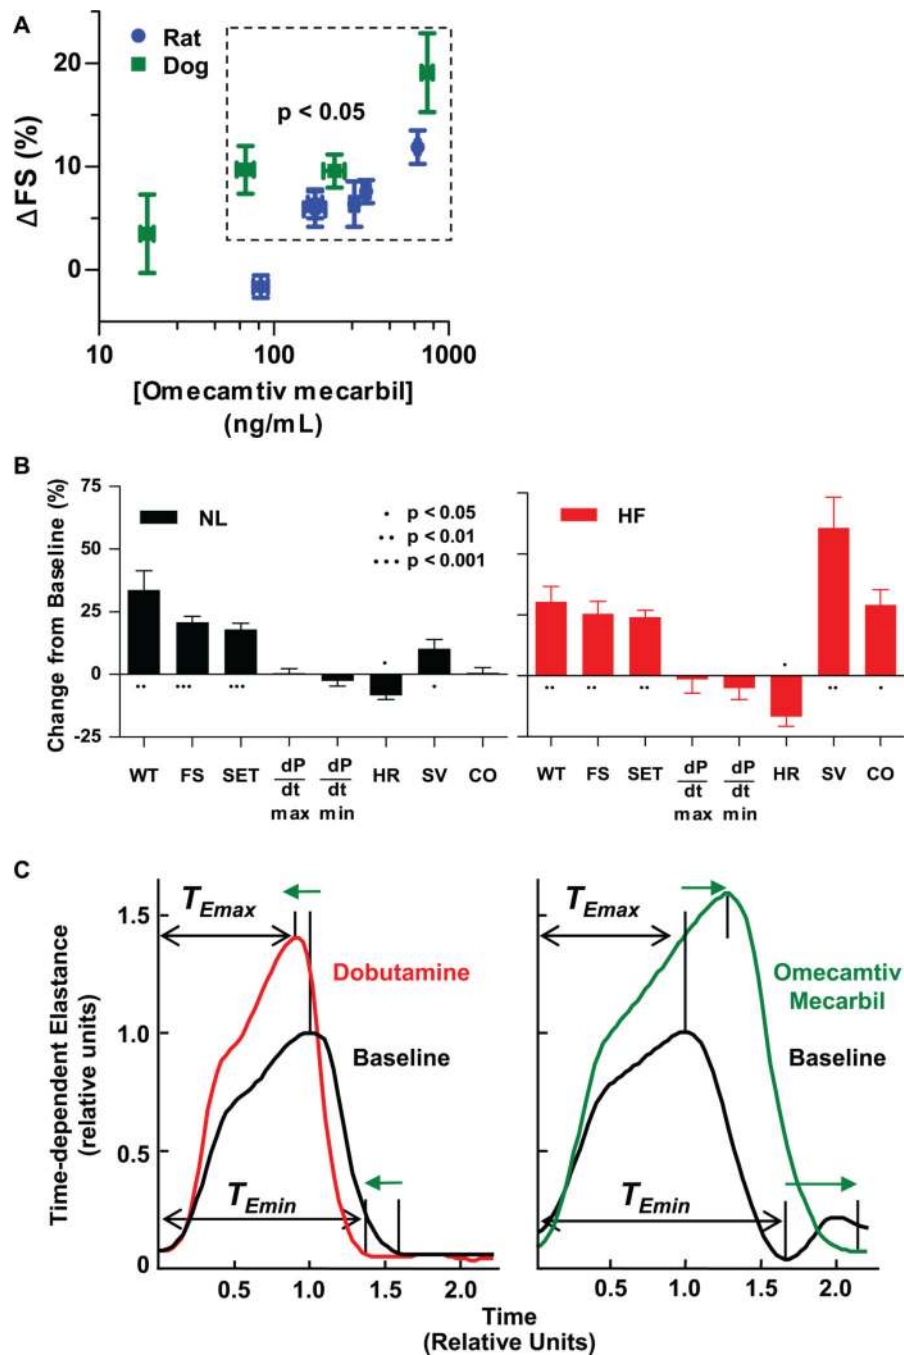 A
Rat
Dog
p < 0.05
20
10
0
ΔFS (%)
10
100
1000
[Omecamtiv mecarbil]
(ng/mL)
B
75
50
25
0
-25
Change from Baseline (%)
NL
• p < 0.05
•• p < 0.01
••• p < 0.001
HF
WT FS SET dP/dt max dP/dt min HR SV CO
WT FS SET dP/dt max dP/dt min HR SV CO
C
1.5
1.0
0.5
0
Time-dependent Elastance
(relative units)
TEmax
Dobutamine
Baseline
TEmin
0.5 1.0 1.5 2.0
TEmax
Omecamtiv
Mecarbil
Baseline
TEmin
0.5 1.0 1.5 2.0
Time
(Relative Units)